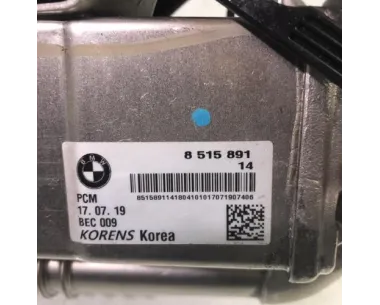 BMW
8 515 891
14
PCM
17. 07. 19
BEC 009
KORENS Korea